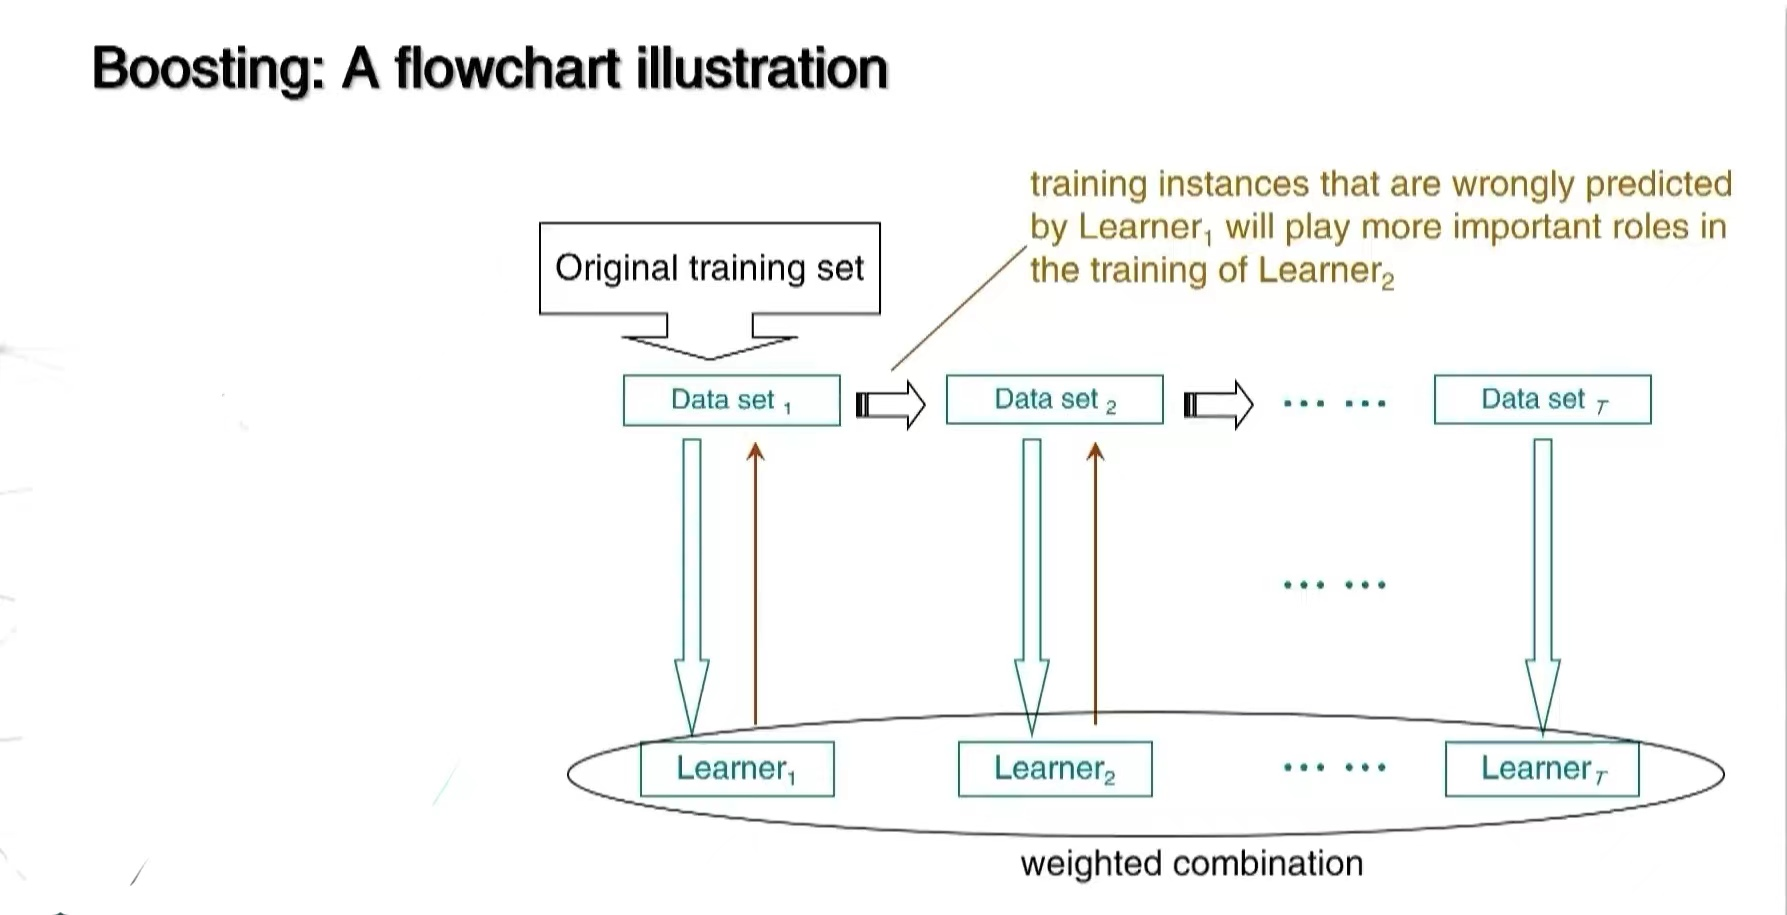 Boosting: A flowchart illustration
training instances that are wrongly predicted
by Learner₁ will play more important roles in
the training of Learner₂
Original training set
Data set ₁
Data set ₂
...... 
Data set T
......
Learner₁
Learner₂
......
Learner T
weighted combination